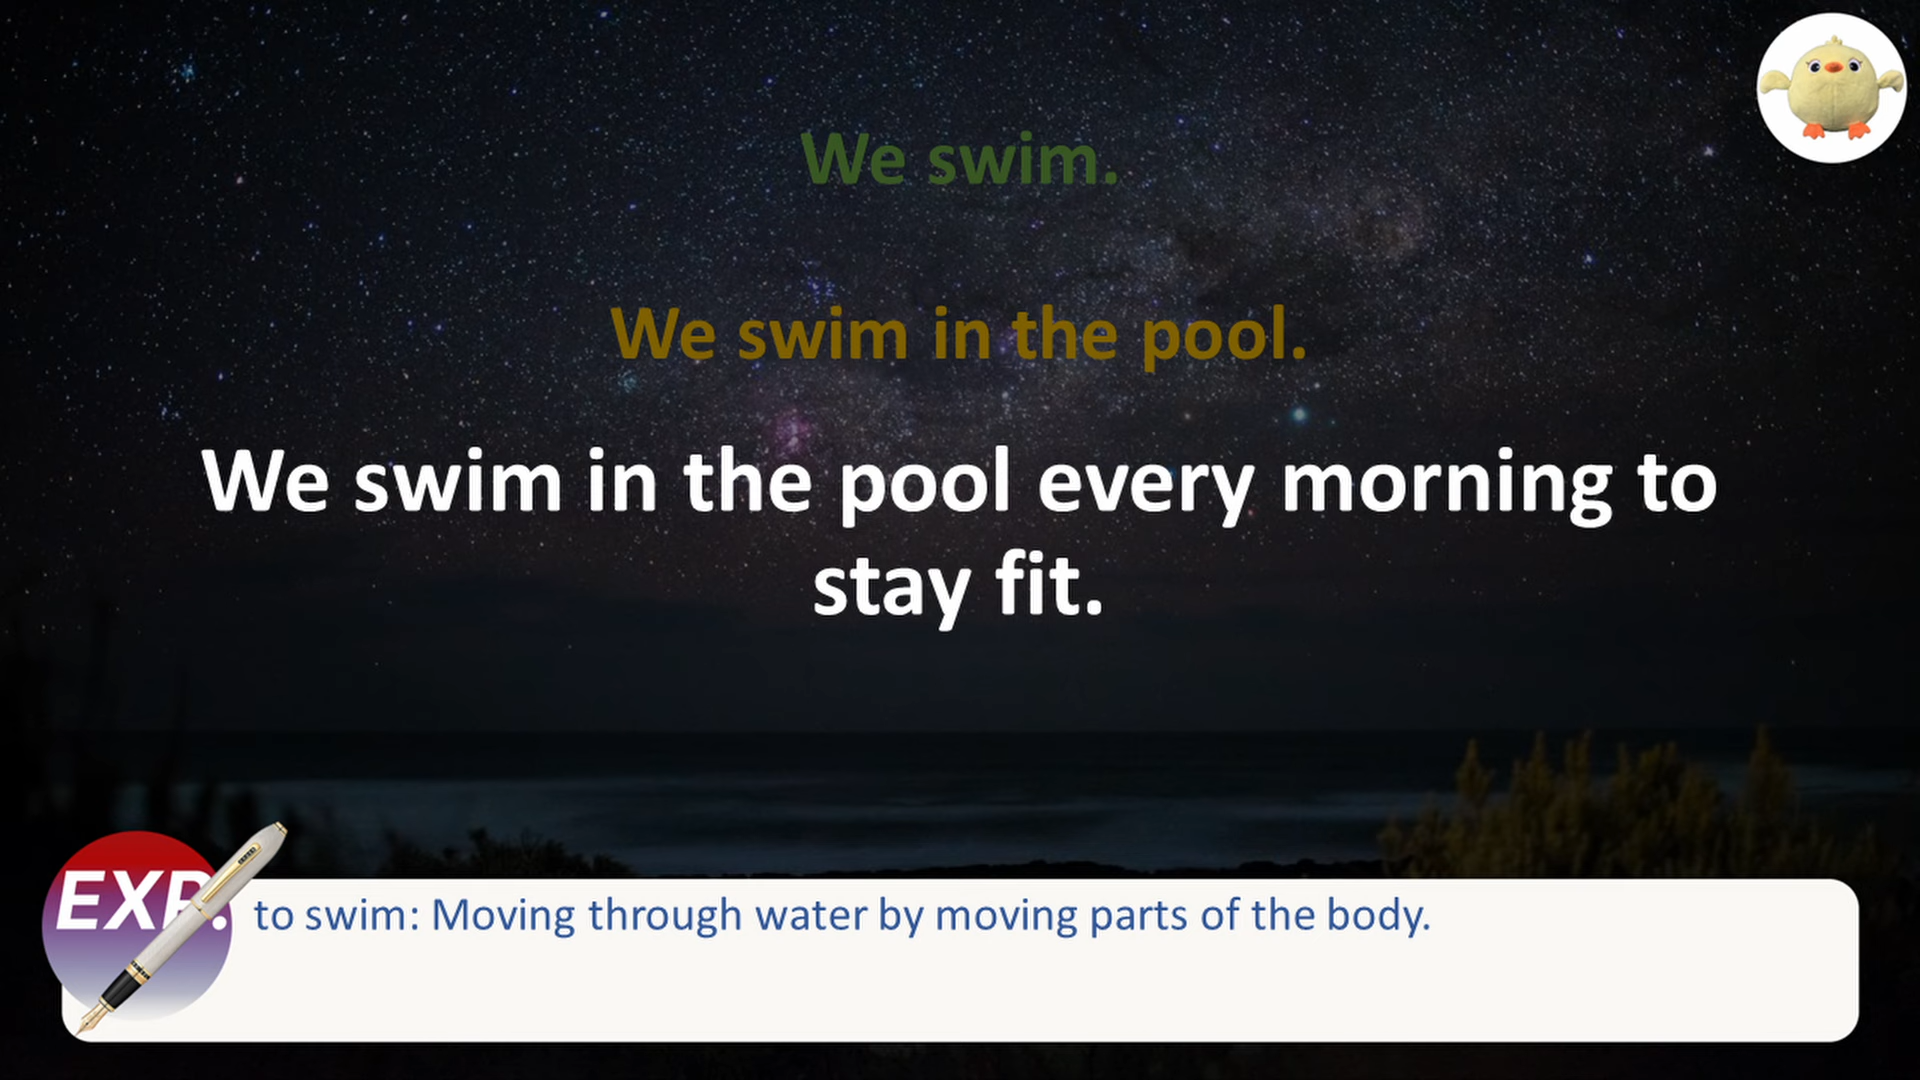 We swim.
We swim in the pool.
We swim in the pool every morning to
stay fit.
EXP.
to swim: Moving through water by moving parts of the body.